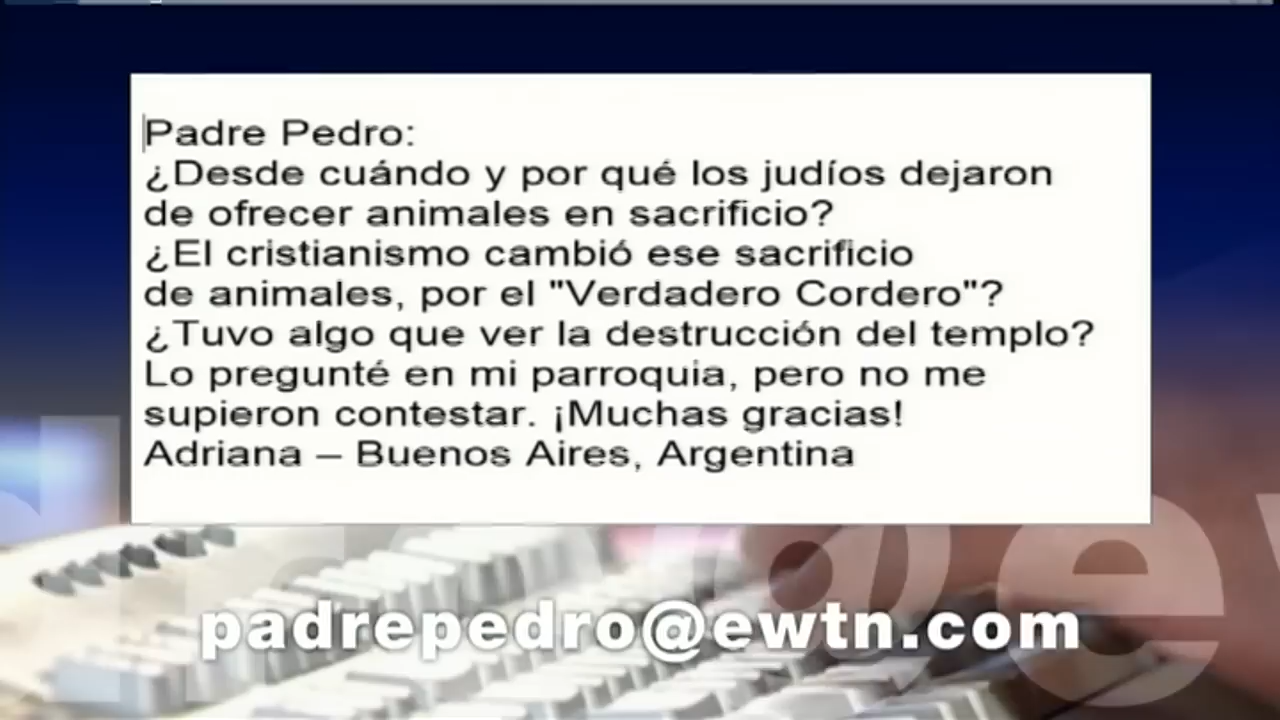 Padre Pedro:
¿Desde cuándo y por qué los judíos dejaron
de ofrecer animales en sacrificio?
¿El cristianismo cambió ese sacrificio
de animales, por el "Verdadero Cordero"?
¿Tuvo algo que ver la destrucción del templo?
Lo pregunté en mi parroquia, pero no me
supieron contestar. ¡Muchas gracias!
Adriana – Buenos Aires, Argentina
padrepedro@ewtn.com